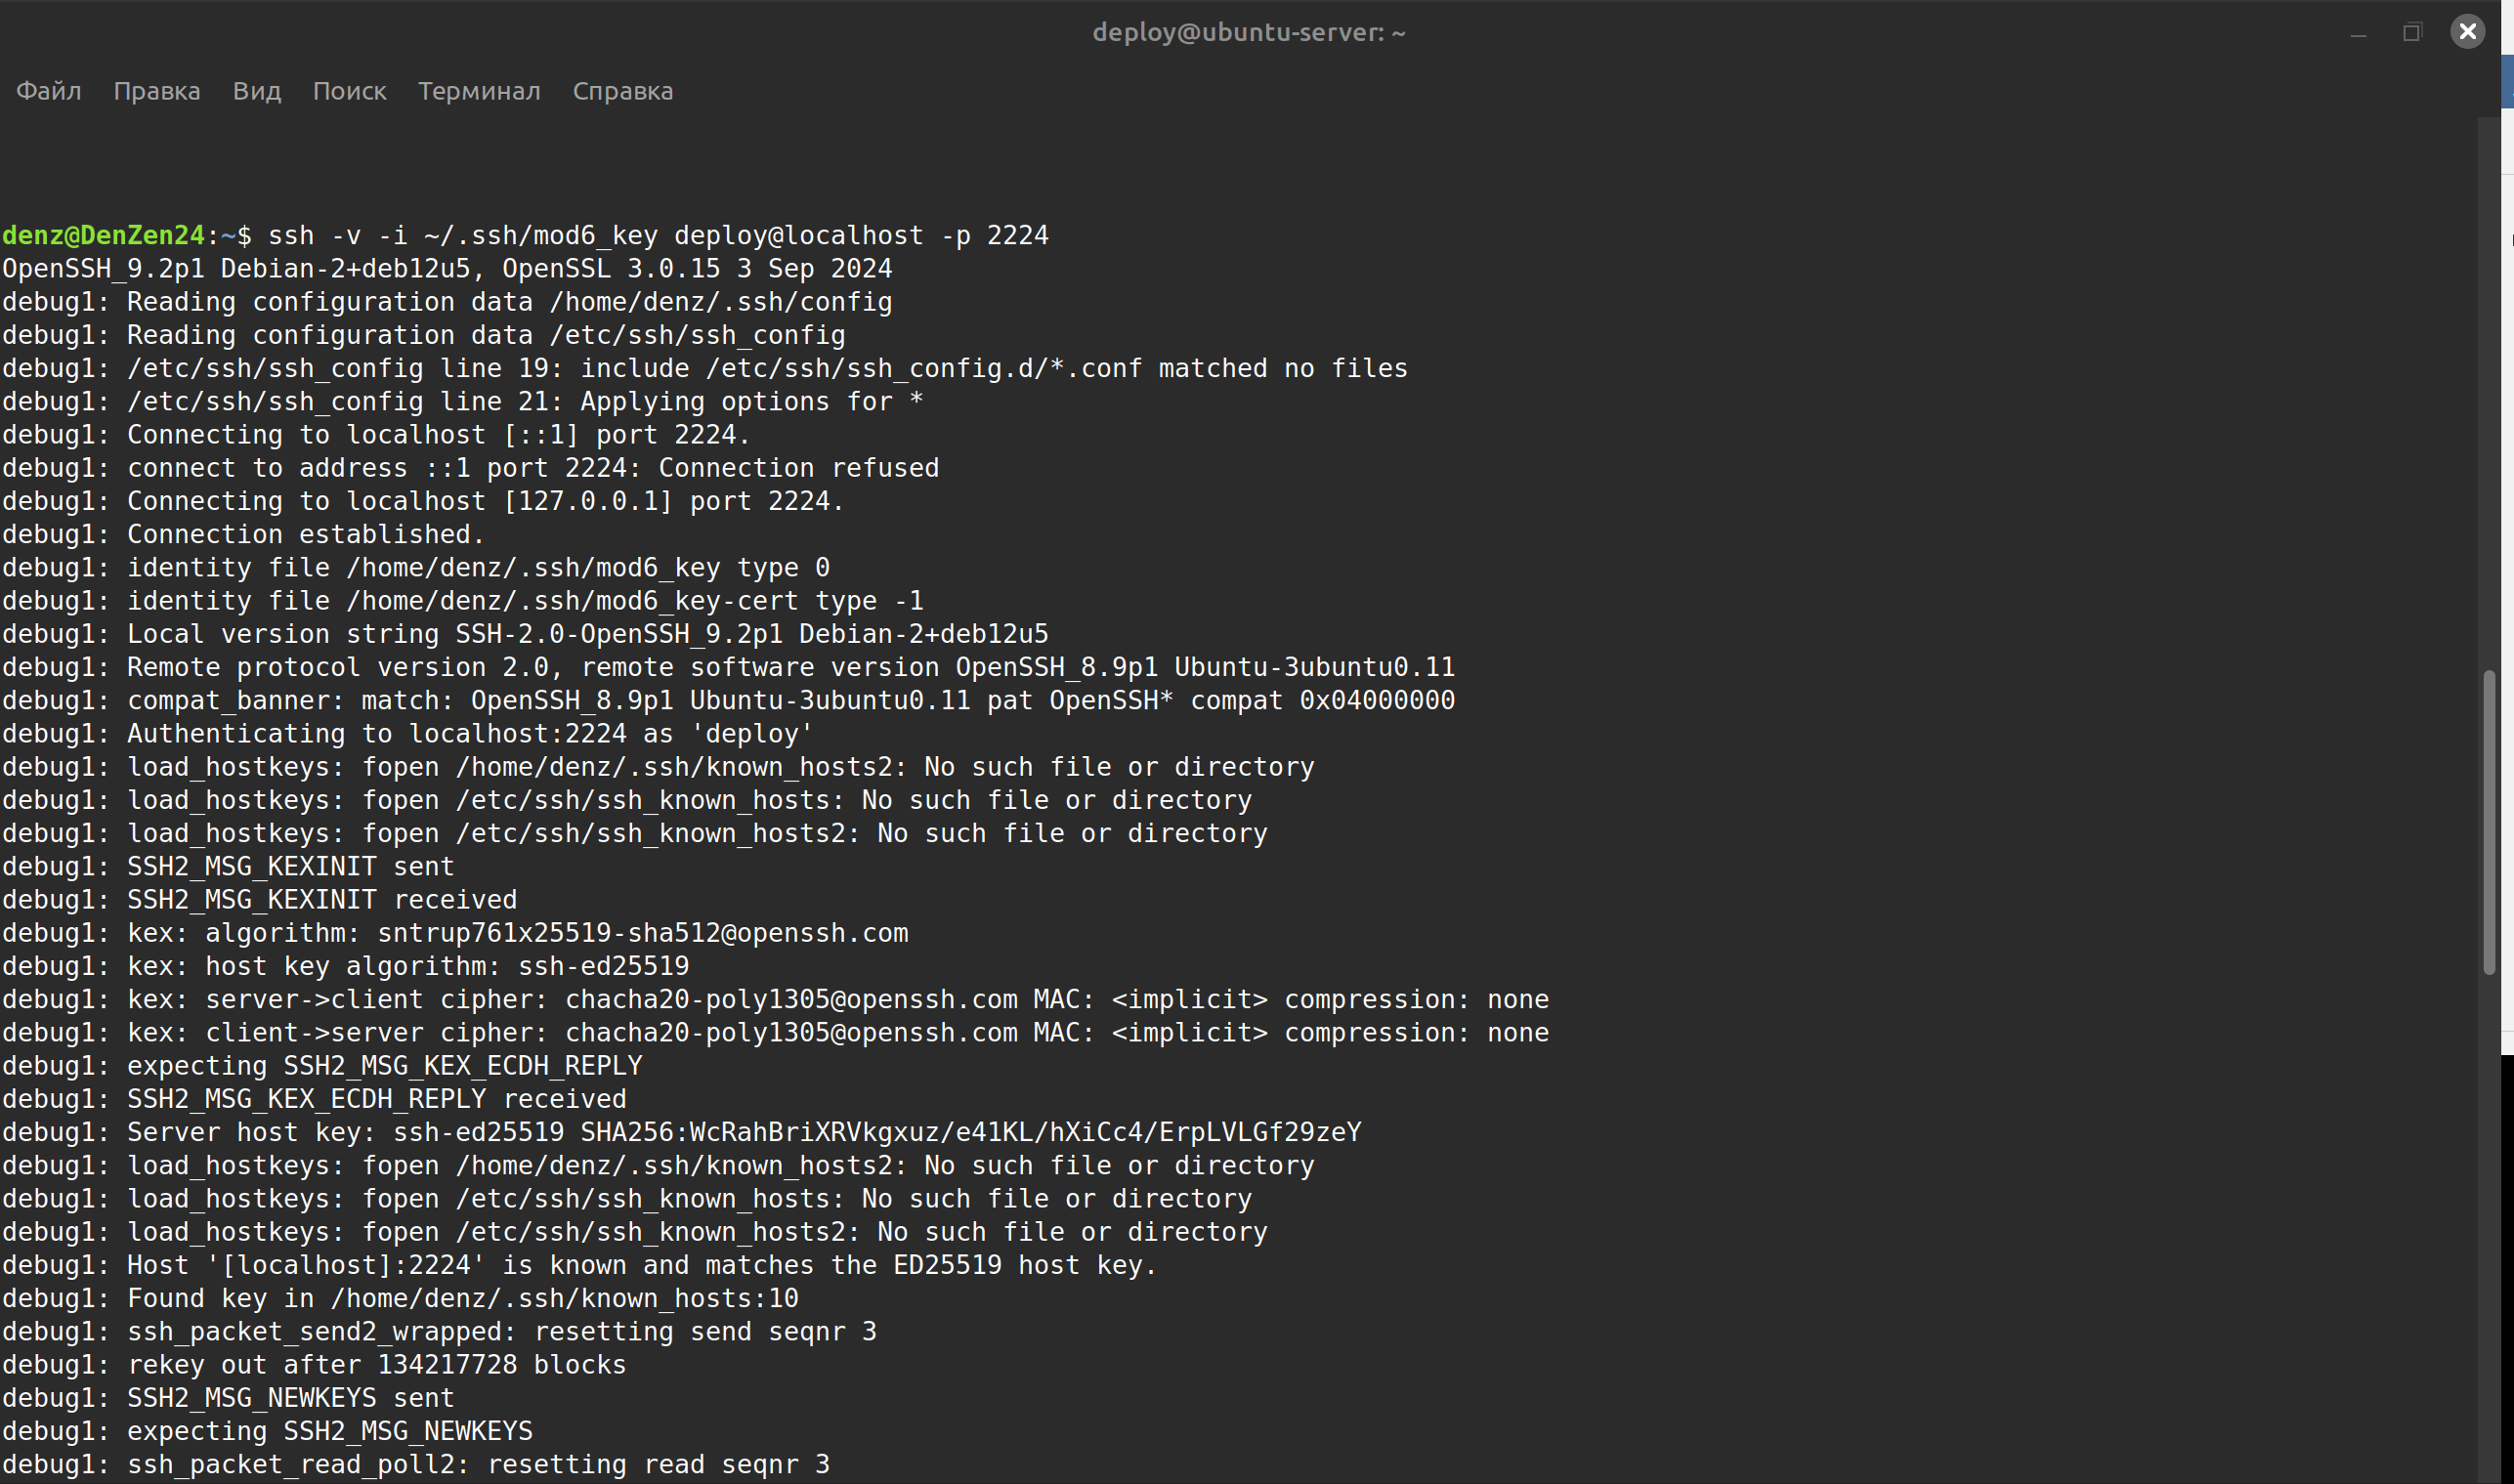 deploy@ubuntu-server: ~
Файл Правка Вид Поиск Терминал Справка
denz@DenZen24:~$ ssh -v -i ~/.ssh/mod6_key deploy@localhost -p 2224
OpenSSH_9.2p1 Debian-2+deb12u5, OpenSSL 3.0.15 3 Sep 2024
debug1: Reading configuration data /home/denz/.ssh/config
debug1: Reading configuration data /etc/ssh/ssh_config
debug1: /etc/ssh/ssh_config line 19: include /etc/ssh/ssh_config.d/*.conf matched no files
debug1: /etc/ssh/ssh_config line 21: Applying options for *
debug1: Connecting to localhost [::1] port 2224.
debug1: connect to address ::1 port 2224: Connection refused
debug1: Connecting to localhost [127.0.0.1] port 2224.
debug1: Connection established.
debug1: identity file /home/denz/.ssh/mod6_key type 0
debug1: identity file /home/denz/.ssh/mod6_key-cert type -1
debug1: Local version string SSH-2.0-OpenSSH_9.2p1 Debian-2+deb12u5
debug1: Remote protocol version 2.0, remote software version OpenSSH_8.9p1 Ubuntu-3ubuntu0.11
debug1: compat_banner: match: OpenSSH_8.9p1 Ubuntu-3ubuntu0.11 pat OpenSSH* compat 0x04000000
debug1: Authenticating to localhost:2224 as 'deploy'
debug1: load_hostkeys: fopen /home/denz/.ssh/known_hosts2: No such file or directory
debug1: load_hostkeys: fopen /etc/ssh/ssh_known_hosts: No such file or directory
debug1: load_hostkeys: fopen /etc/ssh/ssh_known_hosts2: No such file or directory
debug1: SSH2_MSG_KEXINIT sent
debug1: SSH2_MSG_KEXINIT received
debug1: kex: algorithm: sntrup761x25519-sha512@openssh.com
debug1: kex: host key algorithm: ssh-ed25519
debug1: kex: server->client cipher: chacha20-poly1305@openssh.com MAC: <implicit> compression: none
debug1: kex: client->server cipher: chacha20-poly1305@openssh.com MAC: <implicit> compression: none
debug1: expecting SSH2_MSG_KEX_ECDH_REPLY
debug1: SSH2_MSG_KEX_ECDH_REPLY received
debug1: Server host key: ssh-ed25519 SHA256:WcRahBriXRVkgxuz/e41KL/hXiCc4/ErpLVLGf29zeY
debug1: load_hostkeys: fopen /home/denz/.ssh/known_hosts2: No such file or directory
debug1: load_hostkeys: fopen /etc/ssh/ssh_known_hosts: No such file or directory
debug1: load_hostkeys: fopen /etc/ssh/ssh_known_hosts2: No such file or directory
debug1: Host '[localhost]:2224' is known and matches the ED25519 host key.
debug1: Found key in /home/denz/.ssh/known_hosts:10
debug1: ssh_packet_send2_wrapped: resetting send seqnr 3
debug1: rekey out after 134217728 blocks
debug1: SSH2_MSG_NEWKEYS sent
debug1: expecting SSH2_MSG_NEWKEYS
debug1: ssh_packet_read_poll2: resetting read seqnr 3